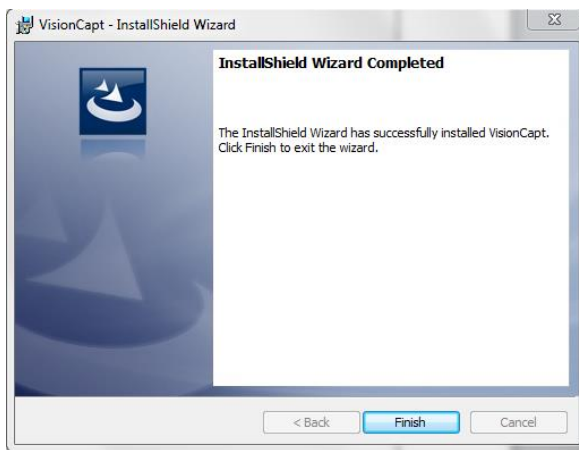 VisionCapt - InstallShield Wizard
InstallShield Wizard Completed
The InstallShield Wizard has successfully installed VisionCapt.
Click Finish to exit the wizard.
< Back Finish Cancel